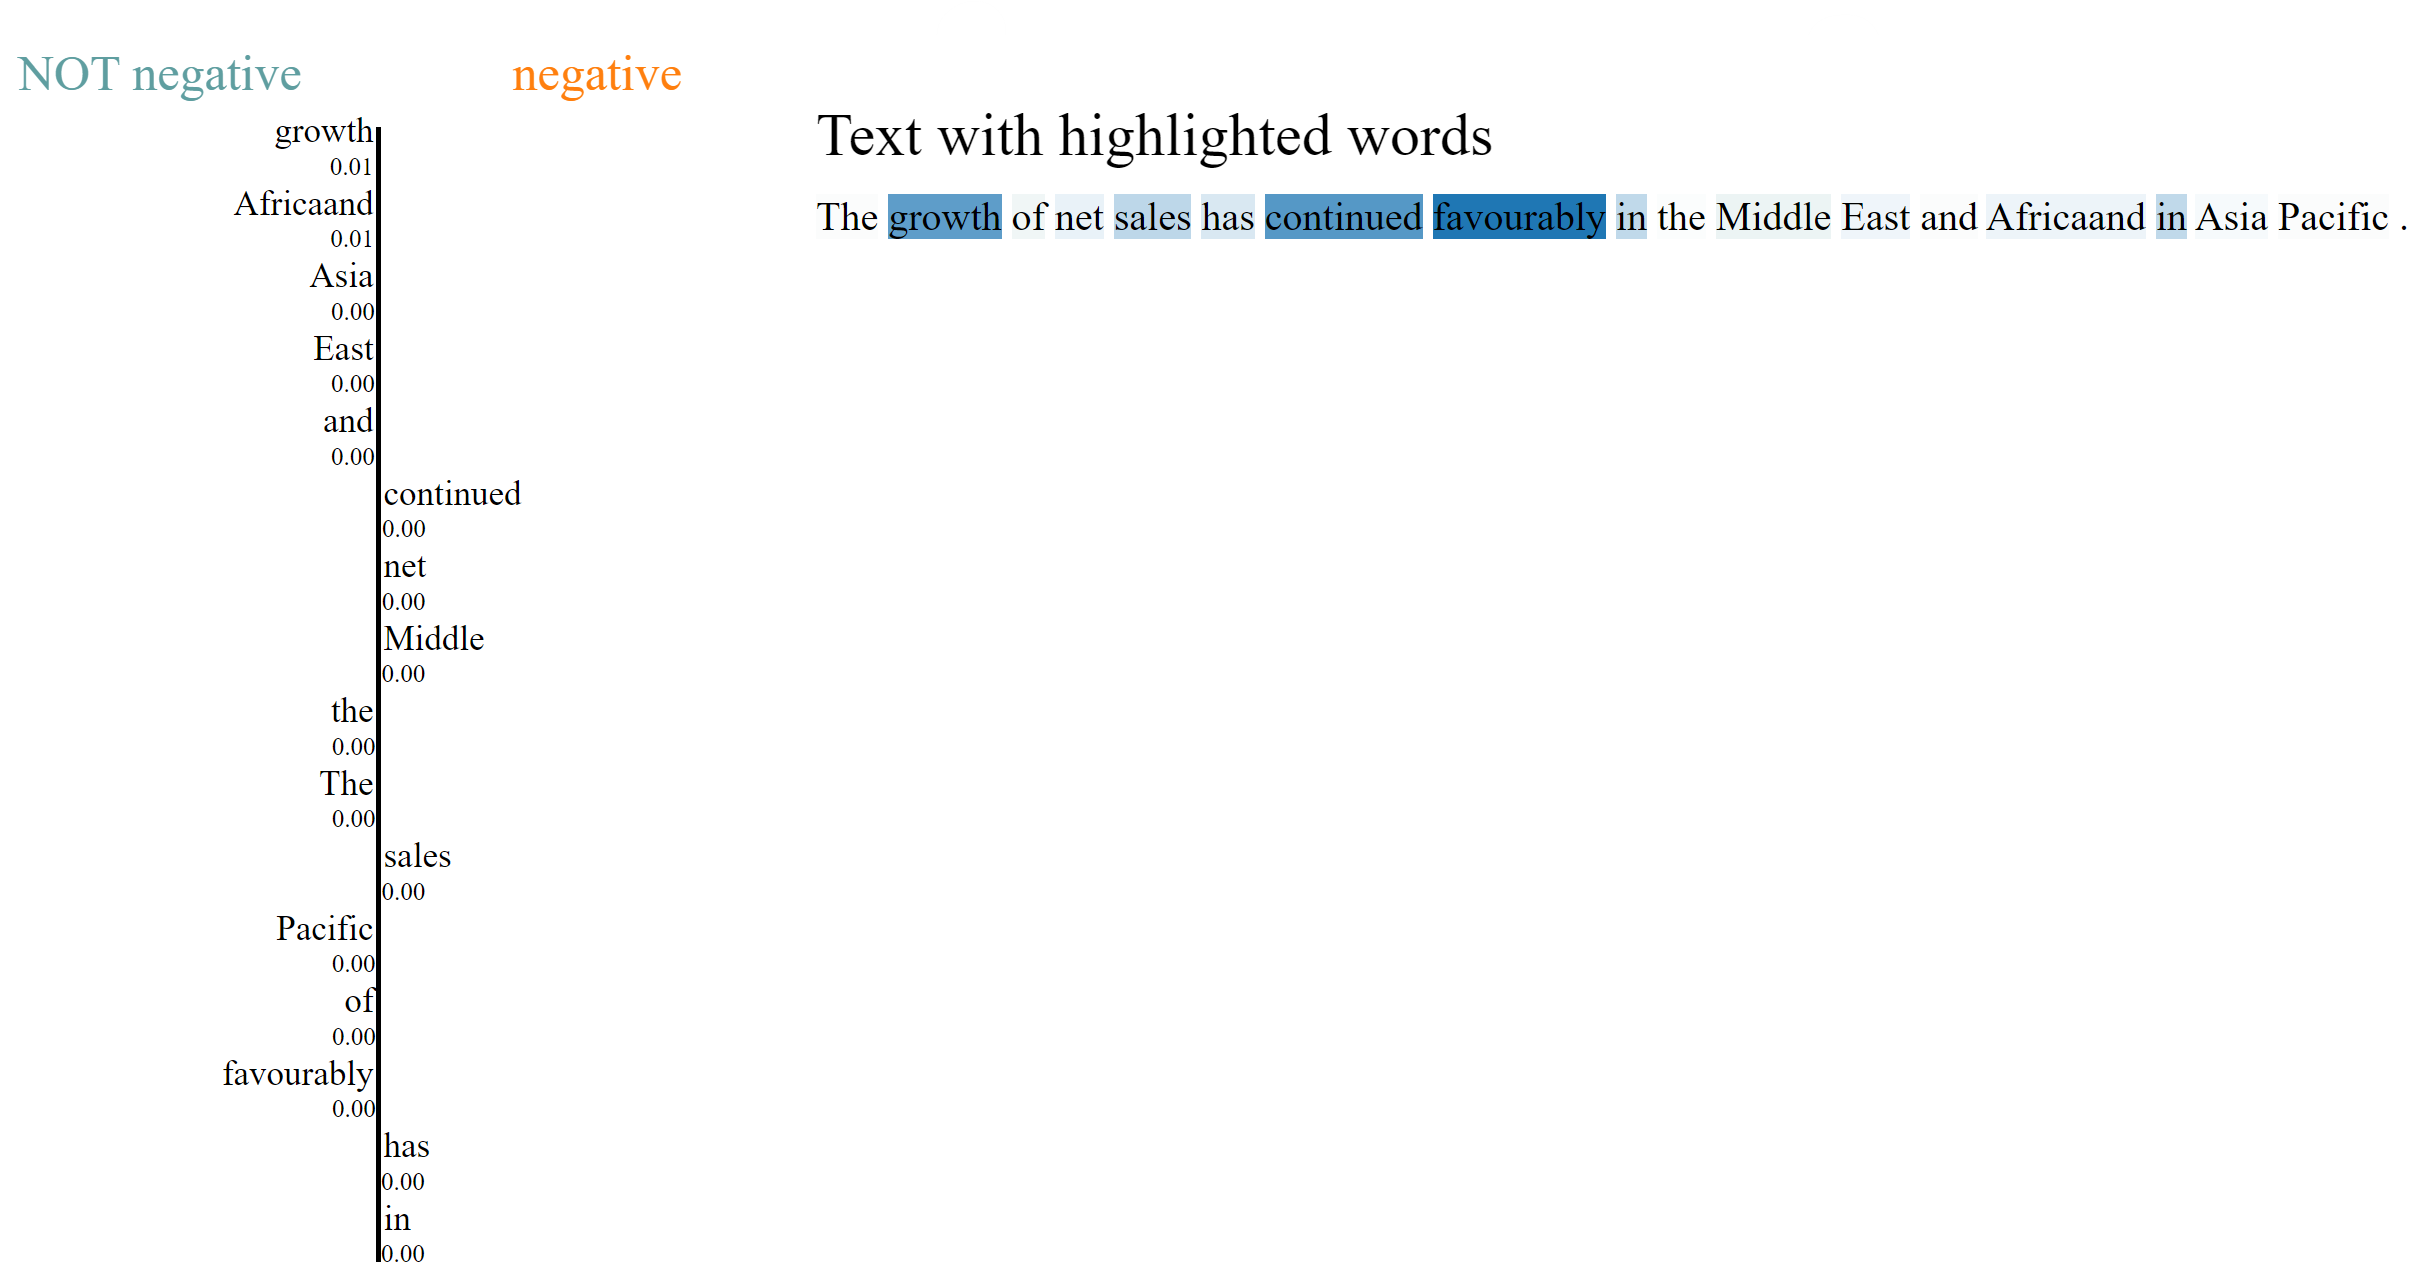 NOT negative
negative
growth
0.01
Africaand
0.01
Asia
0.00
East
0.00
and
0.00
continued
0.00
net
0.00
Middle
0.00
the
0.00
The
0.00
sales
0.00
Pacific
0.00
of
0.00
favourably
0.00
has
0.00
in
0.00
Text with highlighted words
The growth of net sales has continued favourably in the Middle East and Africaand in Asia Pacific .